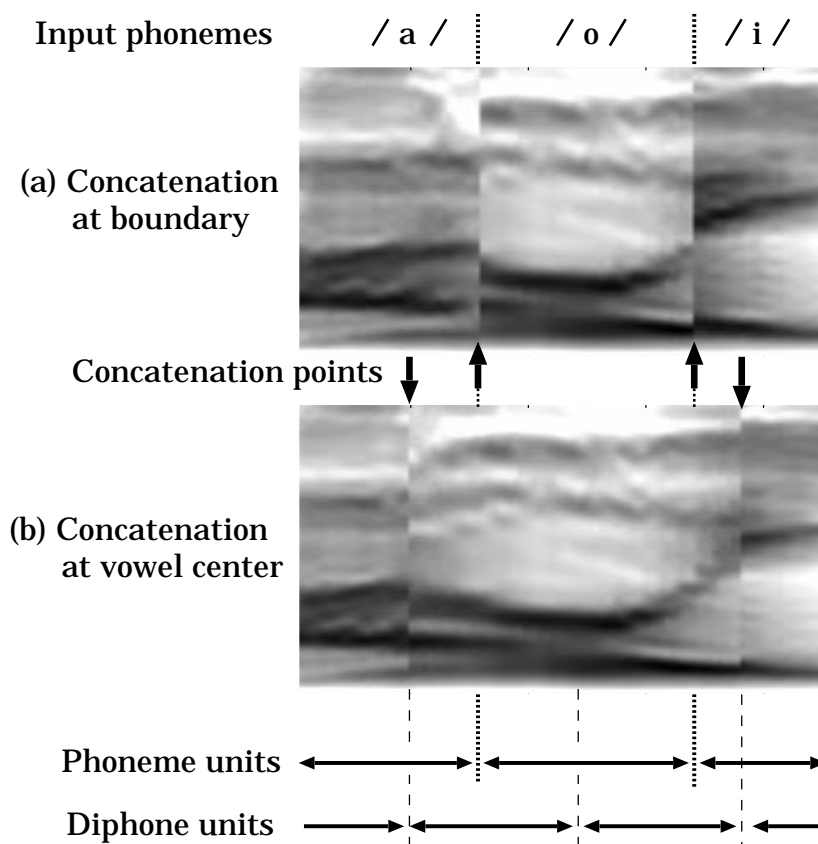 Input phonemes / a / / o / / i /
(a) Concatenation
at boundary
Concatenation points
(b) Concatenation
at vowel center
Phoneme units
Diphone units